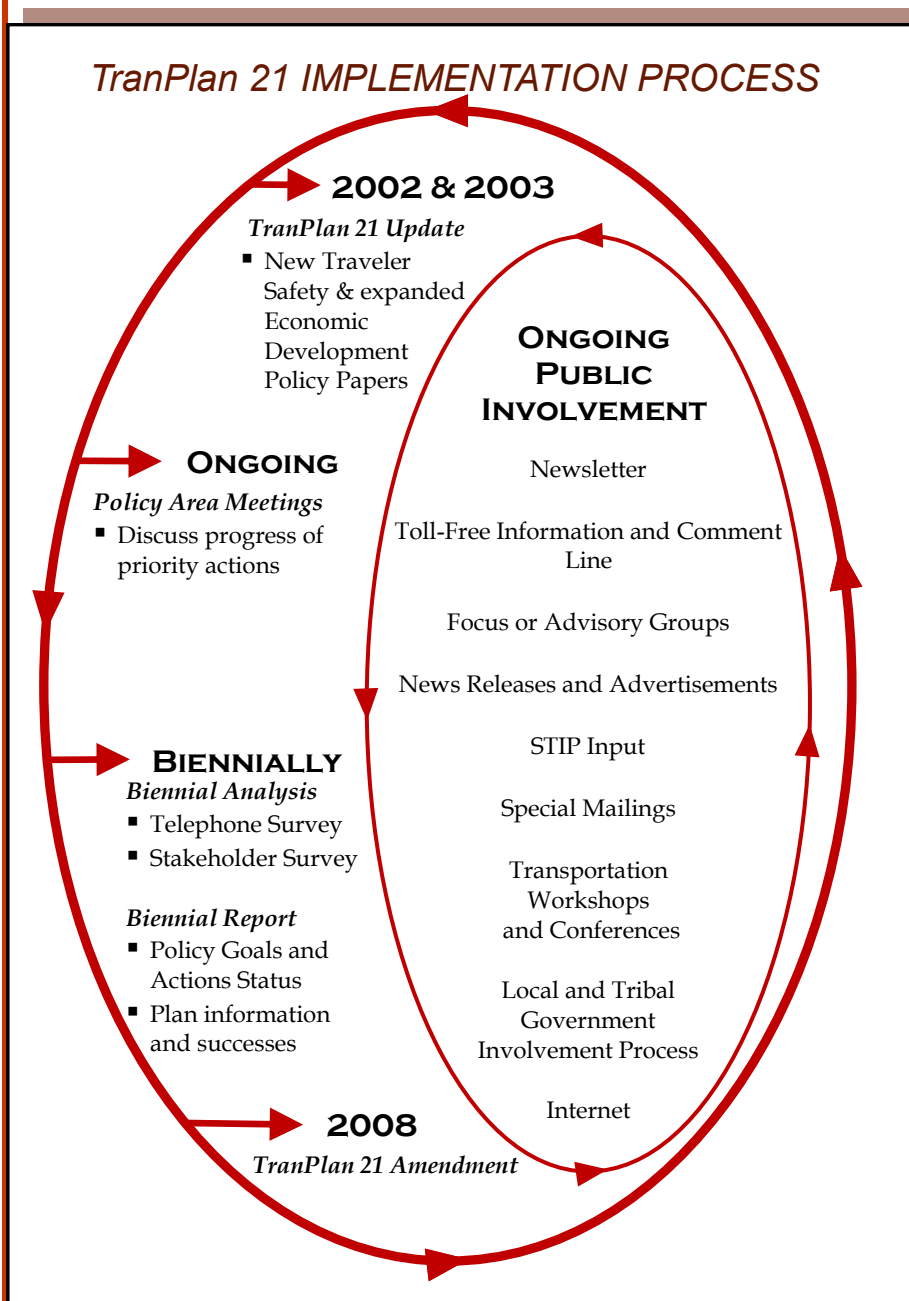 TranPlan 21 IMPLEMENTATION PROCESS
2002 & 2003
TranPlan 21 Update
▪ New Traveler
Safety & expanded
Economic
Development
Policy Papers
ONGOING
Policy Area Meetings
▪ Discuss progress of
priority actions
BIENNIALLY
Biennial Analysis
▪ Telephone Survey
▪ Stakeholder Survey
Biennial Report
▪ Policy Goals and
Actions Status
▪ Plan information
and successes
2008
TranPlan 21 Amendment
ONGOING
PUBLIC
INVOLVEMENT
Newsletter
Toll-Free Information and Comment
Line
Focus or Advisory Groups
News Releases and Advertisements
STIP Input
Special Mailings
Transportation
Workshops
and Conferences
Local and Tribal
Government
Involvement Process
Internet